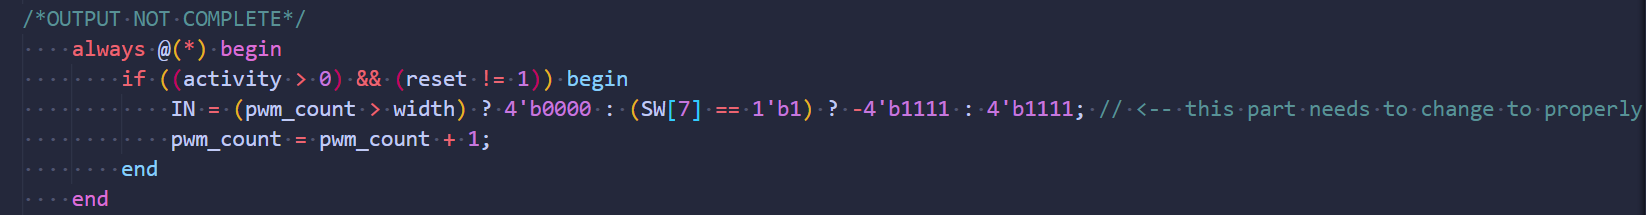 /*OUTPUT NOT COMPLETE*/
always @(*) begin
if ((activity > 0) && (reset != 1)) begin
IN = (pwm_count > width) ? 4'b0000 : (SW[7] == 1'b1) ? -4'b1111 : 4'b1111; // <-- this part needs to change to properly
pwm_count = pwm_count + 1;
end
end